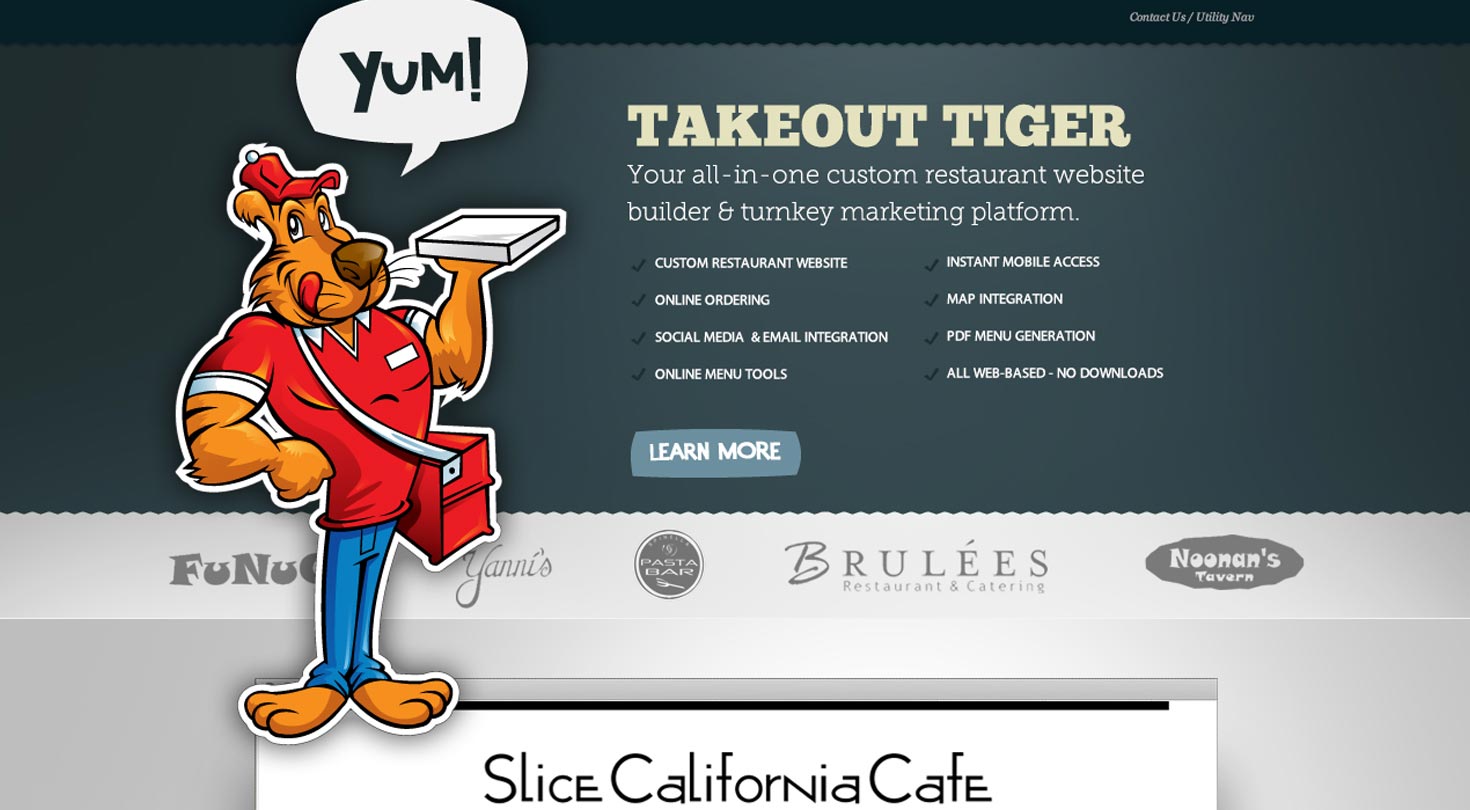 Contact Us / Utility Nav
YUM!
TAKEOUT TIGER
Your all-in-one custom restaurant website
builder & turnkey marketing platform.
CUSTOM RESTAURANT WEBSITE
ONLINE ORDERING
SOCIAL MEDIA & EMAIL INTEGRATION
ONLINE MENU TOOLS
INSTANT MOBILE ACCESS
MAP INTEGRATION
PDF MENU GENERATION
ALL WEB-BASED - NO DOWNLOADS
LEARN MORE
Yanni's
PASTA
BAR
BRULÉES
Restaurant & Catering
Noonan's
Tavern
Slice California Cafe